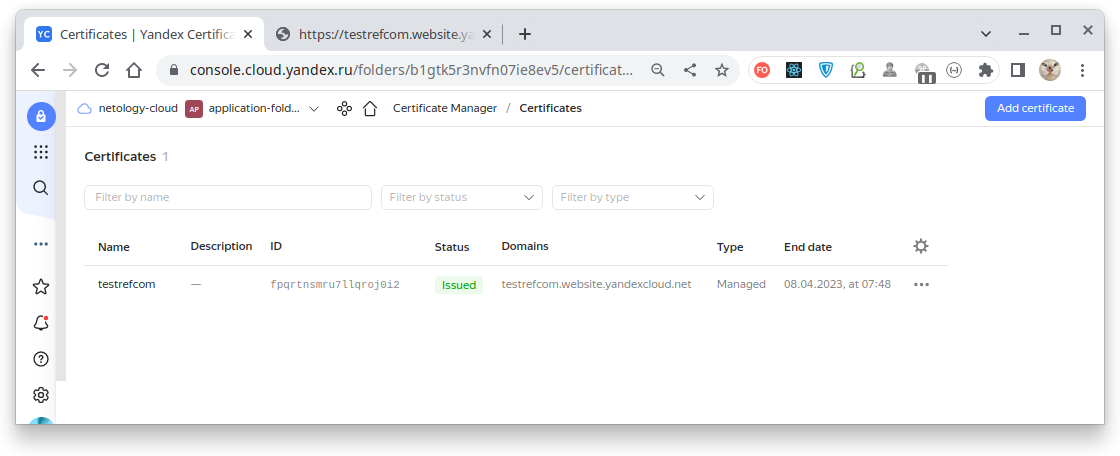 YC Certificates | Yandex Certifica
https://testrefcom.website.ya
console.cloud.yandex.ru/folders/b1gtk5r3nvfn07ie8ev5/certificat...
FO
netology-cloud AP application-fold... Certificate Manager / Certificates Add certificate
Certificates 1
Filter by name Filter by status Filter by type
Name Description ID Status Domains Type End date
testrefcom — fpqrtnsmru7llqroj0i2 Issued testrefcom.website.yandexcloud.net Managed 08.04.2023, at 07:48